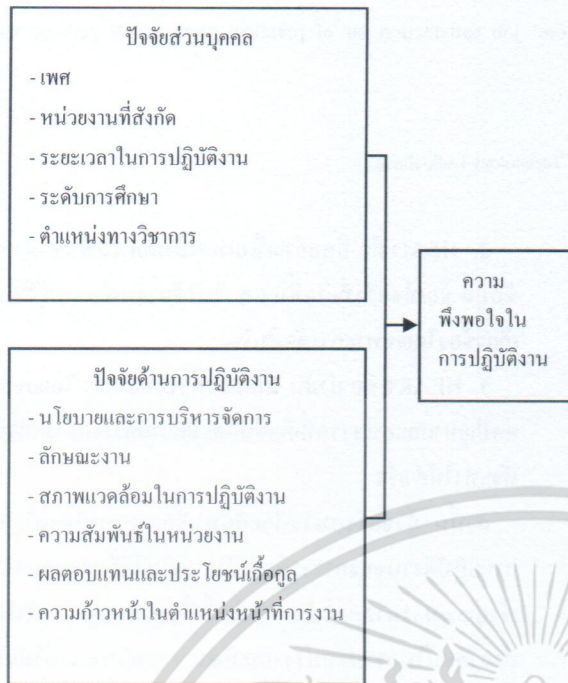 ปัจจัยส่วนบุคคล
- เพศ
- หน่วยงานที่สังกัด
- ระยะเวลาในการปฏิบัติงาน
- ระดับการศึกษา
- ตำแหน่งทางวิชาการ
ความ
พึงพอใจใน
การปฏิบัติงาน
ปัจจัยด้านการปฏิบัติงาน
- นโยบายและการบริหารจัดการ
- ลักษณะงาน
- สภาพแวดล้อมในการปฏิบัติงาน
- ความสัมพันธ์ในหน่วยงาน
- ผลตอบแทนและประโยชน์เกื้อกูล
- ความก้าวหน้าในตำแหน่งหน้าที่การงาน